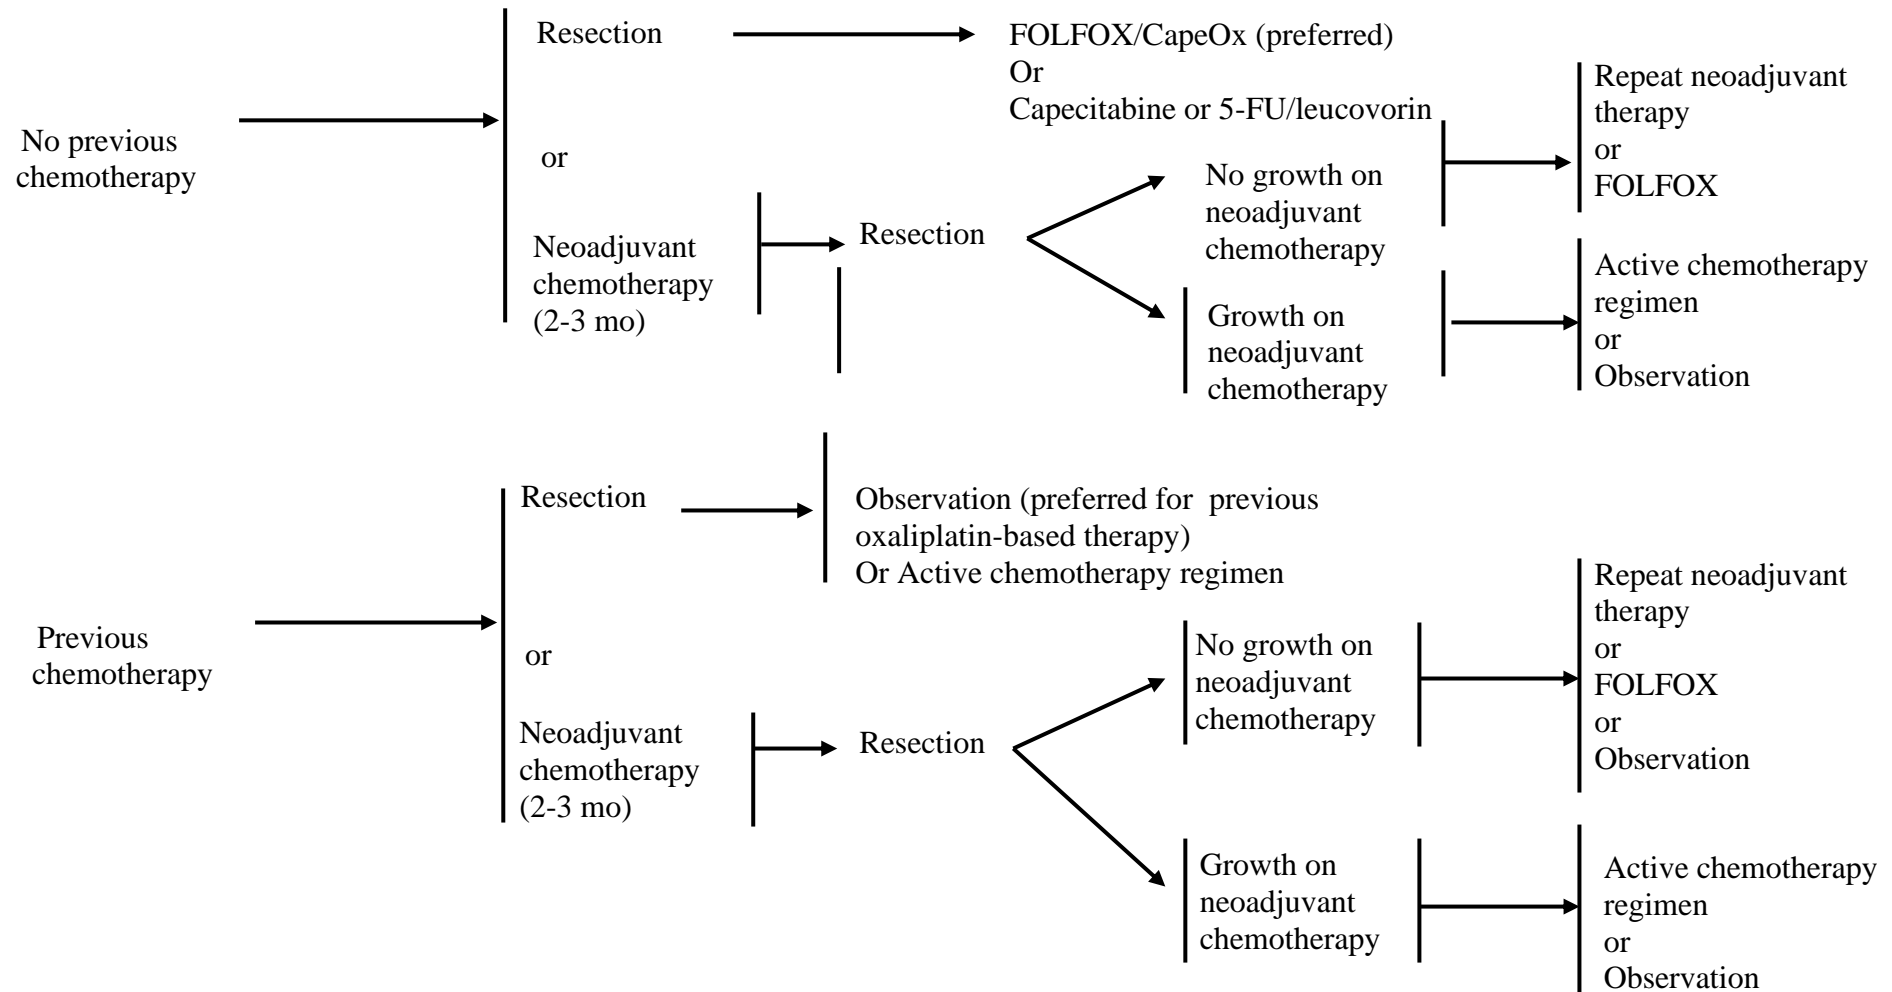 No previous
chemotherapy
Resection
or
Neoadjuvant
chemotherapy
(2-3 mo)
FOLFOX/CapeOx (preferred)
Or
Capecitabine or 5-FU/leucovorin
Resection
No growth on
neoadjuvant
chemotherapy
Growth on
neoadjuvant
chemotherapy
Repeat neoadjuvant
therapy
or
FOLFOX
Active chemotherapy
regimen
or
Observation
Previous
chemotherapy
Resection
or
Neoadjuvant
chemotherapy
(2-3 mo)
Observation (preferred for previous
oxaliplatin-based therapy)
Or Active chemotherapy regimen
Resection
No growth on
neoadjuvant
chemotherapy
Growth on
neoadjuvant
chemotherapy
Repeat neoadjuvant
therapy
or
FOLFOX
or
Observation
Active chemotherapy
regimen
or
Observation